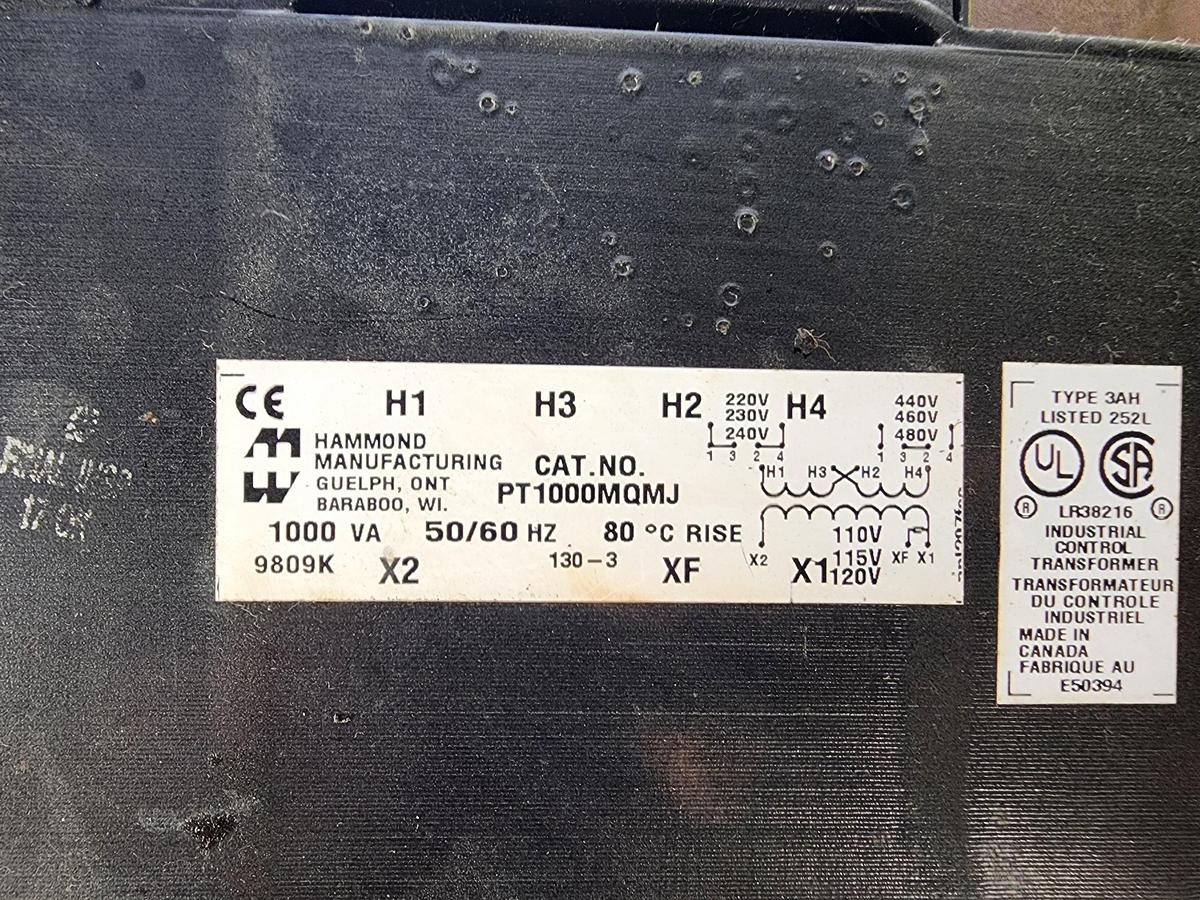 CE H1 H3 H2 H4
220V
230V
240V
1 3 2 4
440V
460V
480V
1 3 2 4
HAMMOND
MANUFACTURING
GUELPH, ONT
BARABOO, WI.
CAT.NO.
PT1000MQMJ
H1 H3 H2 H4
1000 VA 50/60 HZ 80 °C RISE
9809K X2 130-3 XF X1
X2 XF X1
110V
115V
120V
TYPE 3AH
LISTED 252L
UL SA
® LR38216 ®
INDUSTRIAL
CONTROL
TRANSFORMER
TRANSFORMATEUR
DU CONTROLE
INDUSTRIEL
MADE IN
CANADA
FABRIQUE AU
E50394